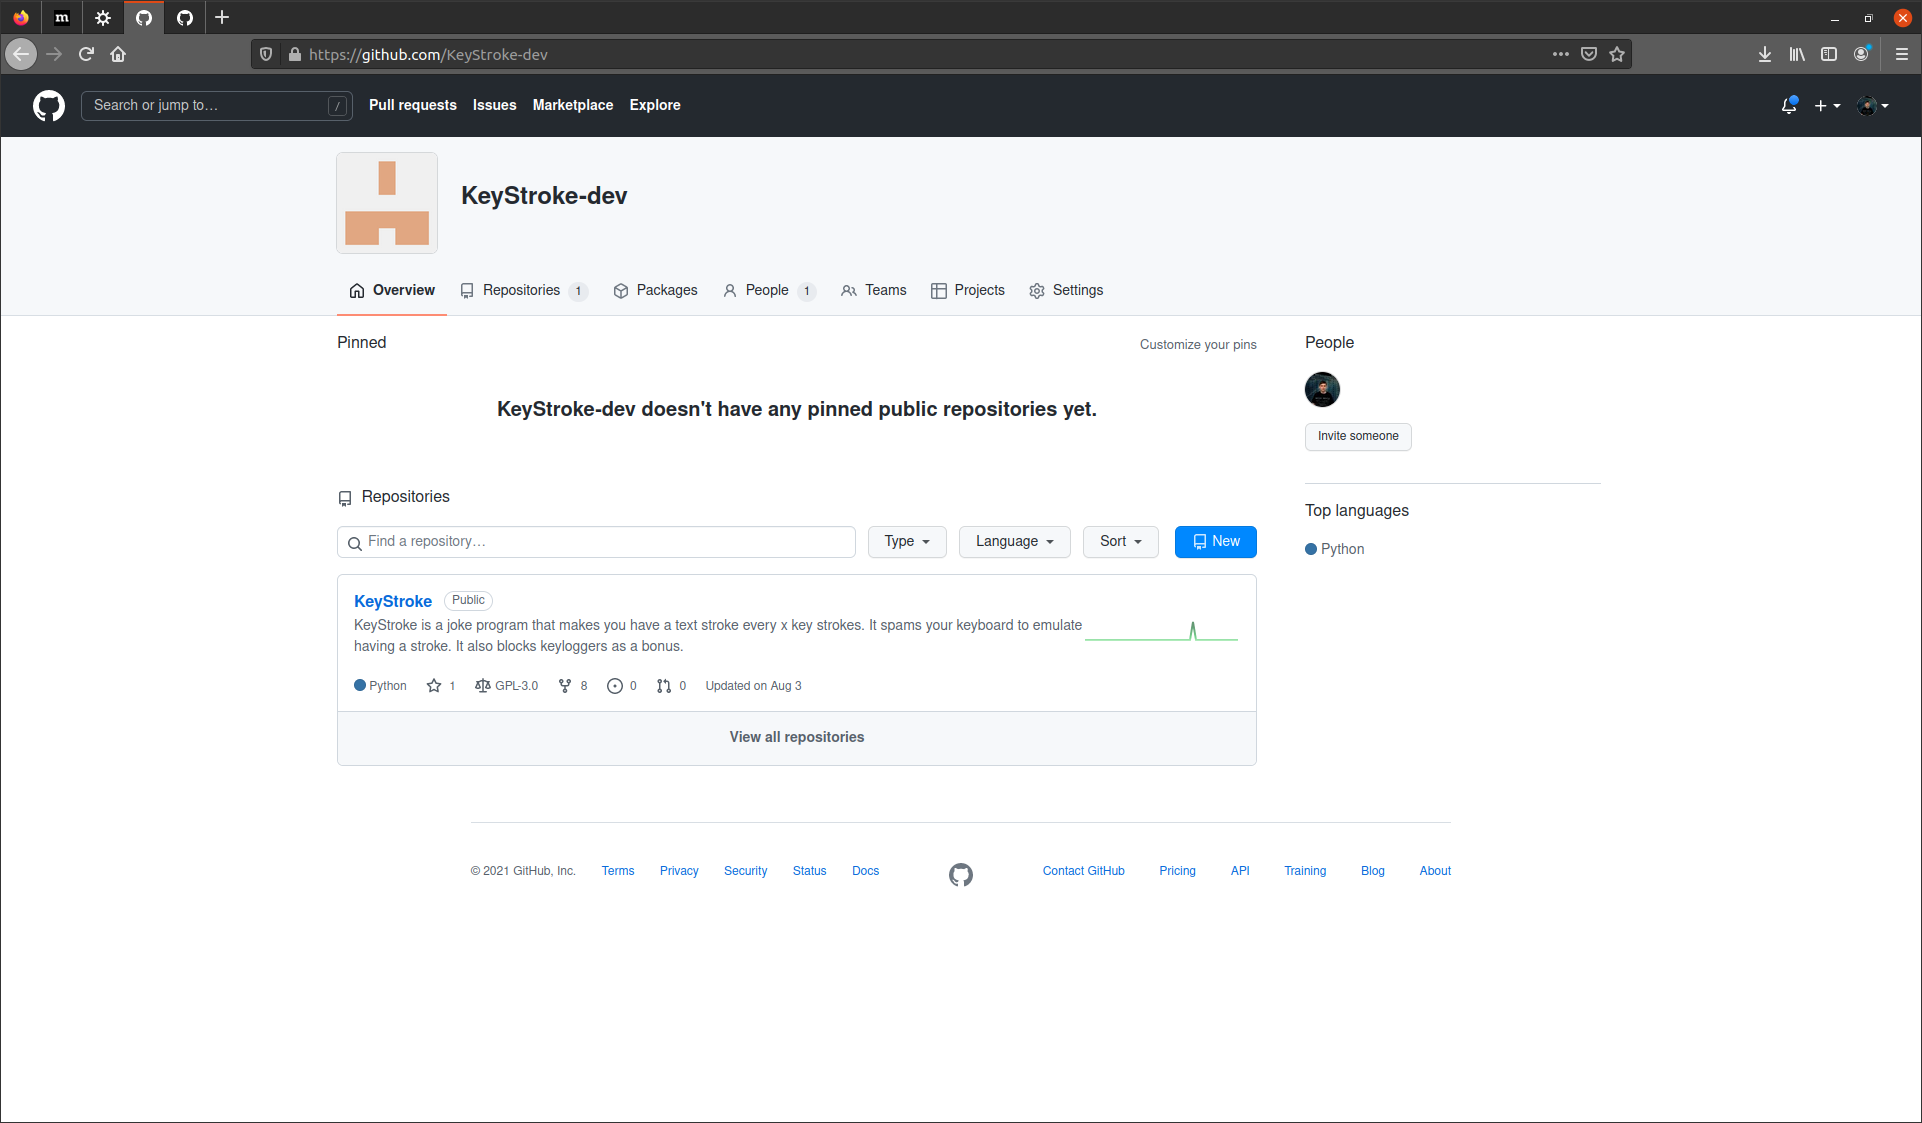 m
https://github.com/KeyStroke-dev
Search or jump to… /
Pull requests Issues Marketplace Explore
KeyStroke-dev
Overview Repositories 1 Packages People 1 Teams Projects Settings
Pinned
Customize your pins
People
KeyStroke-dev doesn't have any pinned public repositories yet.
Invite someone
Repositories
Top languages
Find a repository…
Type Language Sort New
Python
KeyStroke Public
KeyStroke is a joke program that makes you have a text stroke every x key strokes. It spams your keyboard to emulate
having a stroke. It also blocks keyloggers as a bonus.
Python 1 GPL-3.0 8 0 0 Updated on Aug 3
View all repositories
© 2021 GitHub, Inc. Terms Privacy Security Status Docs Contact GitHub Pricing API Training Blog About